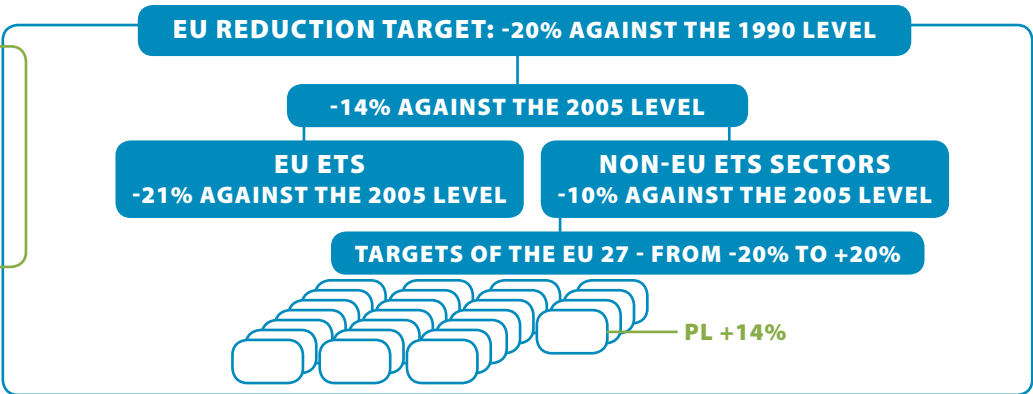 EU REDUCTION TARGET: -20% AGAINST THE 1990 LEVEL
-14% AGAINST THE 2005 LEVEL
EU ETS
-21% AGAINST THE 2005 LEVEL
NON-EU ETS SECTORS
-10% AGAINST THE 2005 LEVEL
TARGETS OF THE EU 27 - FROM -20% TO +20%
PL +14%